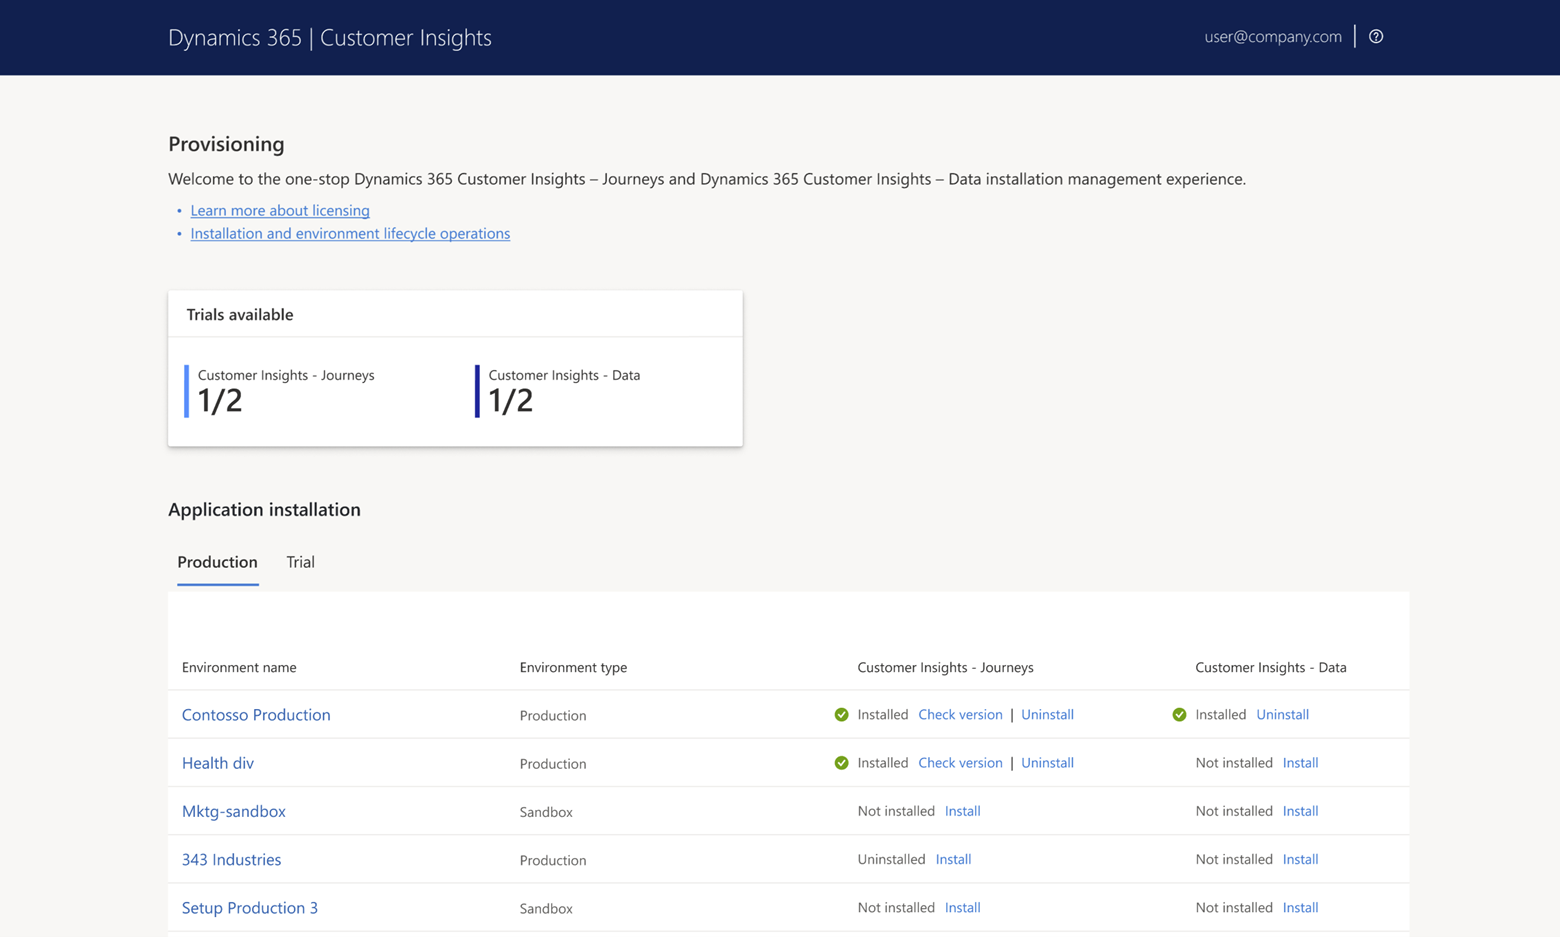 Dynamics 365 | Customer Insights
user@company.com
Provisioning
Welcome to the one-stop Dynamics 365 Customer Insights – Journeys and Dynamics 365 Customer Insights – Data installation management experience.
• Learn more about licensing
• Installation and environment lifecycle operations
Trials available
Customer Insights - Journeys
1/2
Customer Insights - Data
1/2
Application installation
Production Trial
Environment name Environment type Customer Insights - Journeys Customer Insights - Data
Contosso Production Production Installed Check version | Uninstall Installed Uninstall
Health div Production Installed Check version | Uninstall Not installed Install
Mktg-sandbox Sandbox Not installed Install Not installed Install
343 Industries Production Uninstalled Install Not installed Install
Setup Production 3 Sandbox Not installed Install Not installed Install